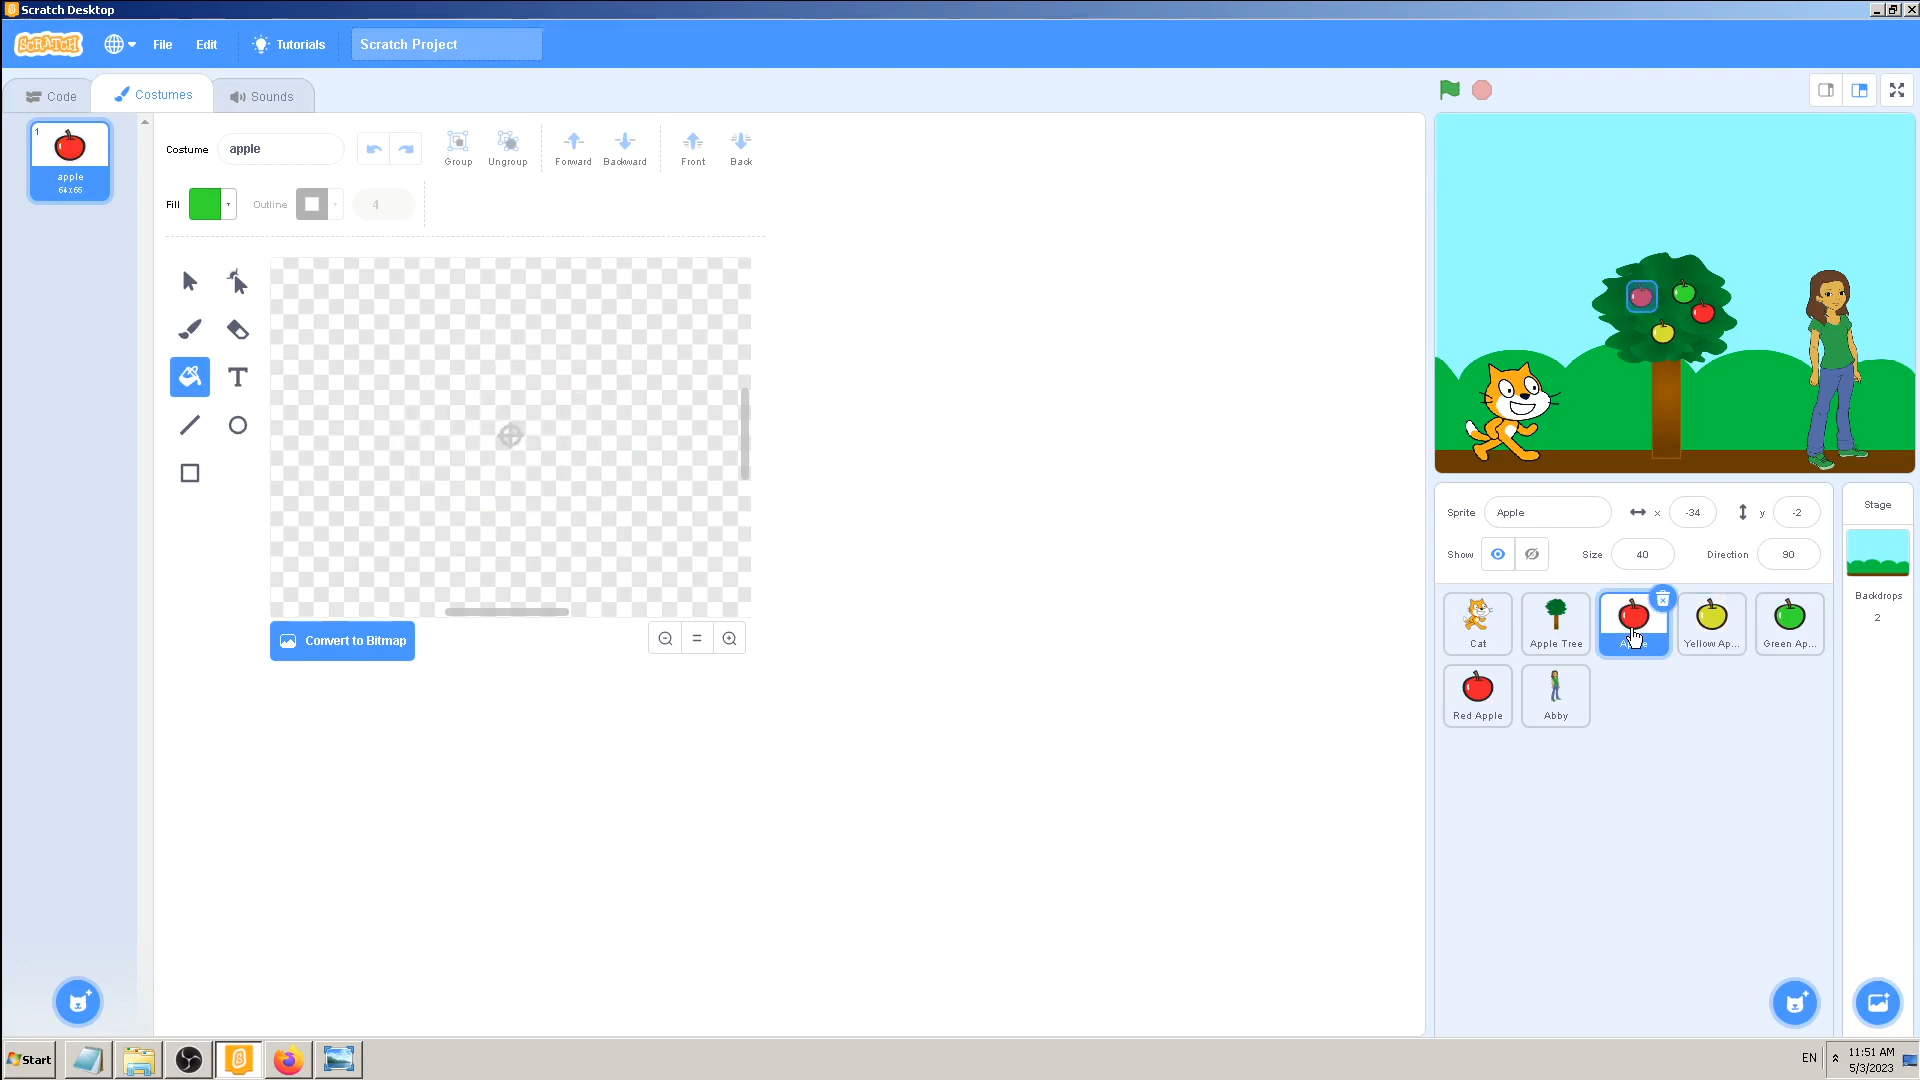 Scratch Desktop
SCRATCH
File
Edit
Tutorials
Scratch Project
Code
Costumes
Sounds
1
apple
64x66
Costume
apple
Group
Ungroup
Forward
Backward
Front
Back
Fill
Outline
4
T
Convert to Bitmap
Sprite
Apple
x
-34
y
-2
Show
Size
40
Direction
90
Cat
Apple Tree
Yellow Ap...
Green Ap...
Red Apple
Abby
Stage
Backdrops
2
Start
EN
11:51 AM
5/3/2023